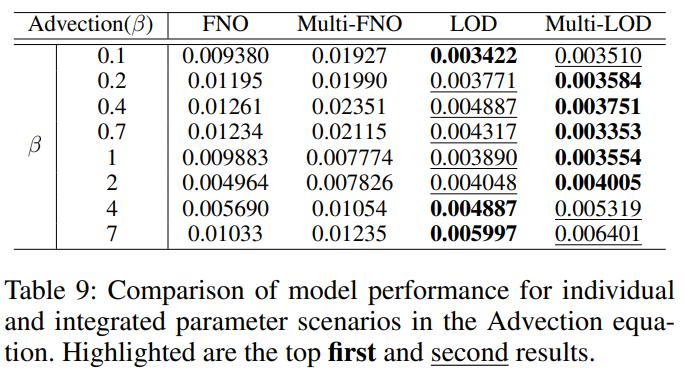 Advection(β) FNO Multi-FNO LOD Multi-LOD
0.1 0.009380 0.01927 0.003422 0.003510
0.2 0.01195 0.01990 0.003771 0.003584
0.4 0.01261 0.02351 0.004887 0.003751
0.7 0.01234 0.02115 0.004317 0.003353
β
1 0.009883 0.007774 0.003890 0.003554
2 0.004964 0.007826 0.004048 0.004005
4 0.005690 0.01054 0.004887 0.005319
7 0.01033 0.01235 0.005997 0.006401
Table 9: Comparison of model performance for individual
and integrated parameter scenarios in the Advection equa-
tion. Highlighted are the top first and second results.